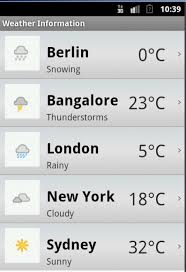 10:39
Weather Information
Berlin 0°C
Snowing
Bangalore 23°C
Thunderstorms
London 5°C
Rainy
New York 18°C
Cloudy
Sydney 32°C
Sunny